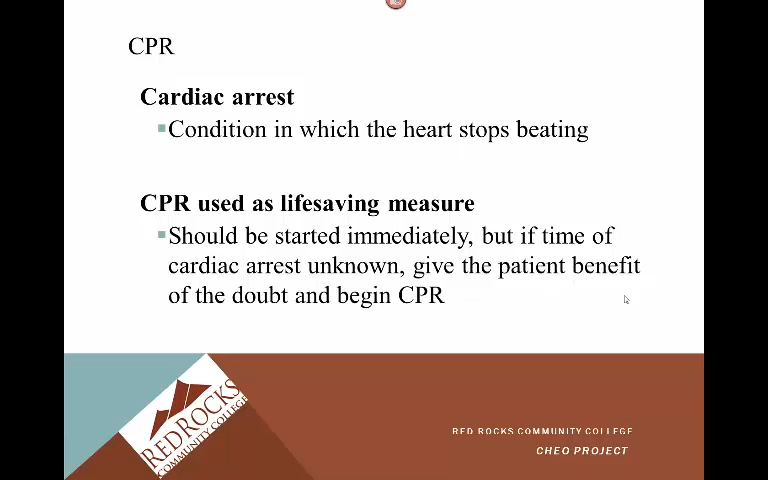 CPR
Cardiac arrest
Condition in which the heart stops beating
CPR used as lifesaving measure
Should be started immediately, but if time of
cardiac arrest unknown, give the patient benefit
of the doubt and begin CPR
RED ROCKS
COMMUNITY COLLEGE
RED ROCKS COMMUNITY COLLEGE
CHEO PROJECT